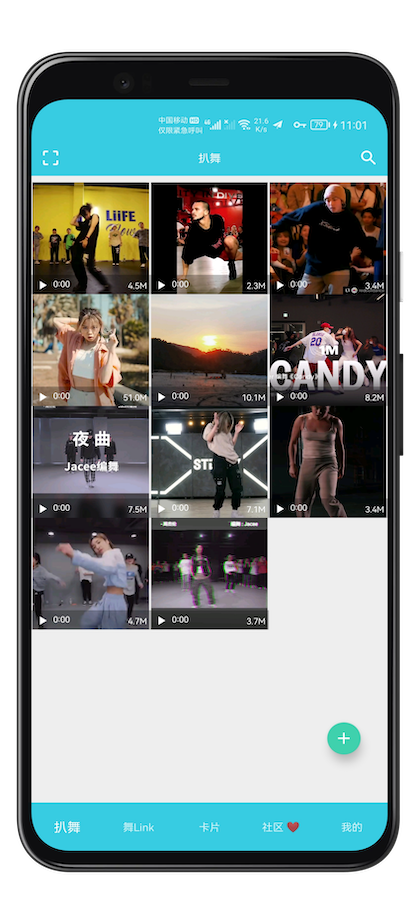 中国移动 HD 46 21.6 79 11:01
仅限紧急呼叫 K/s
扒舞
LiiFE
0:00 4.5M
0:00 2.3M
0:00 3.4M
0:00 51.0M
0:00 10.1M
20
CANDY
0:00 8.2M
夜 曲
Jacee编舞
0:00 7.5M
0:00 7.1M
0:00 3.4M
0:00 4.7M
编舞：Jacee
0:00 3.7M
+
扒舞 舞Link 卡片 社区 ❤️ 我的